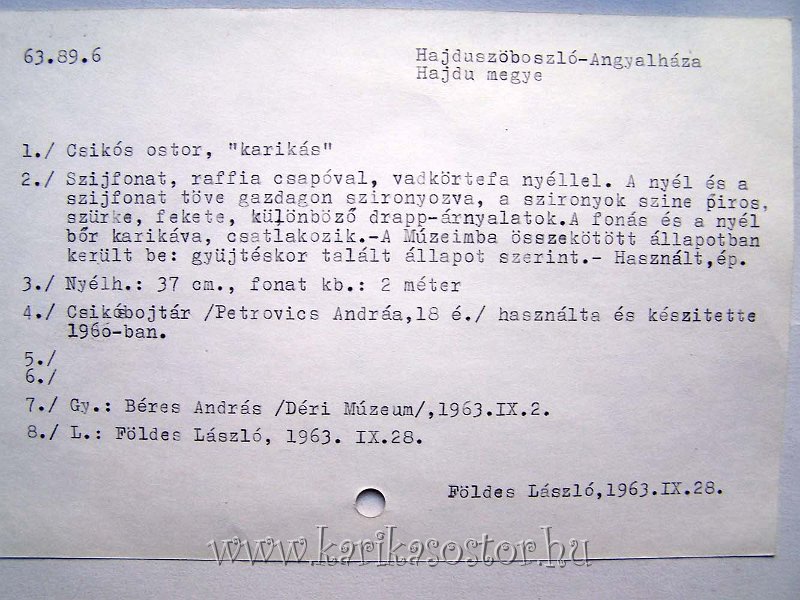 63.89.6
Hajduszöboszló-Angyalháza
Hajdu megye
1./ Csikós ostor, "karikás"
2./ Szijfonat, raffia csapóval, vadkörtefa nyéllel. A nyél és a
szijfonat töve gazdagon szironyozva, a szironyok szine piros,
szürke, fekete, különböző drapp-árnyalatok.A fonás és a nyél
bőr karikáva, csatlakozik.-A Múzeimba összekötött állapotban
került be: gyüjtéskor talált állapot szerint.- Használt,ép.
3./ Nyélh.: 37 cm., fonat kb.: 2 méter
4./ Csikósbojtár /Petrovics Andráa,18 é./ használta és készitette
1960-ban.
5./
6./
7./ Gy.: Béres András /Déri Múzeum/,1963.IX.2.
8./ L.: Földes László, 1963. IX.28.
Földes László,1963.IX.28.
www.karikasostor.hu